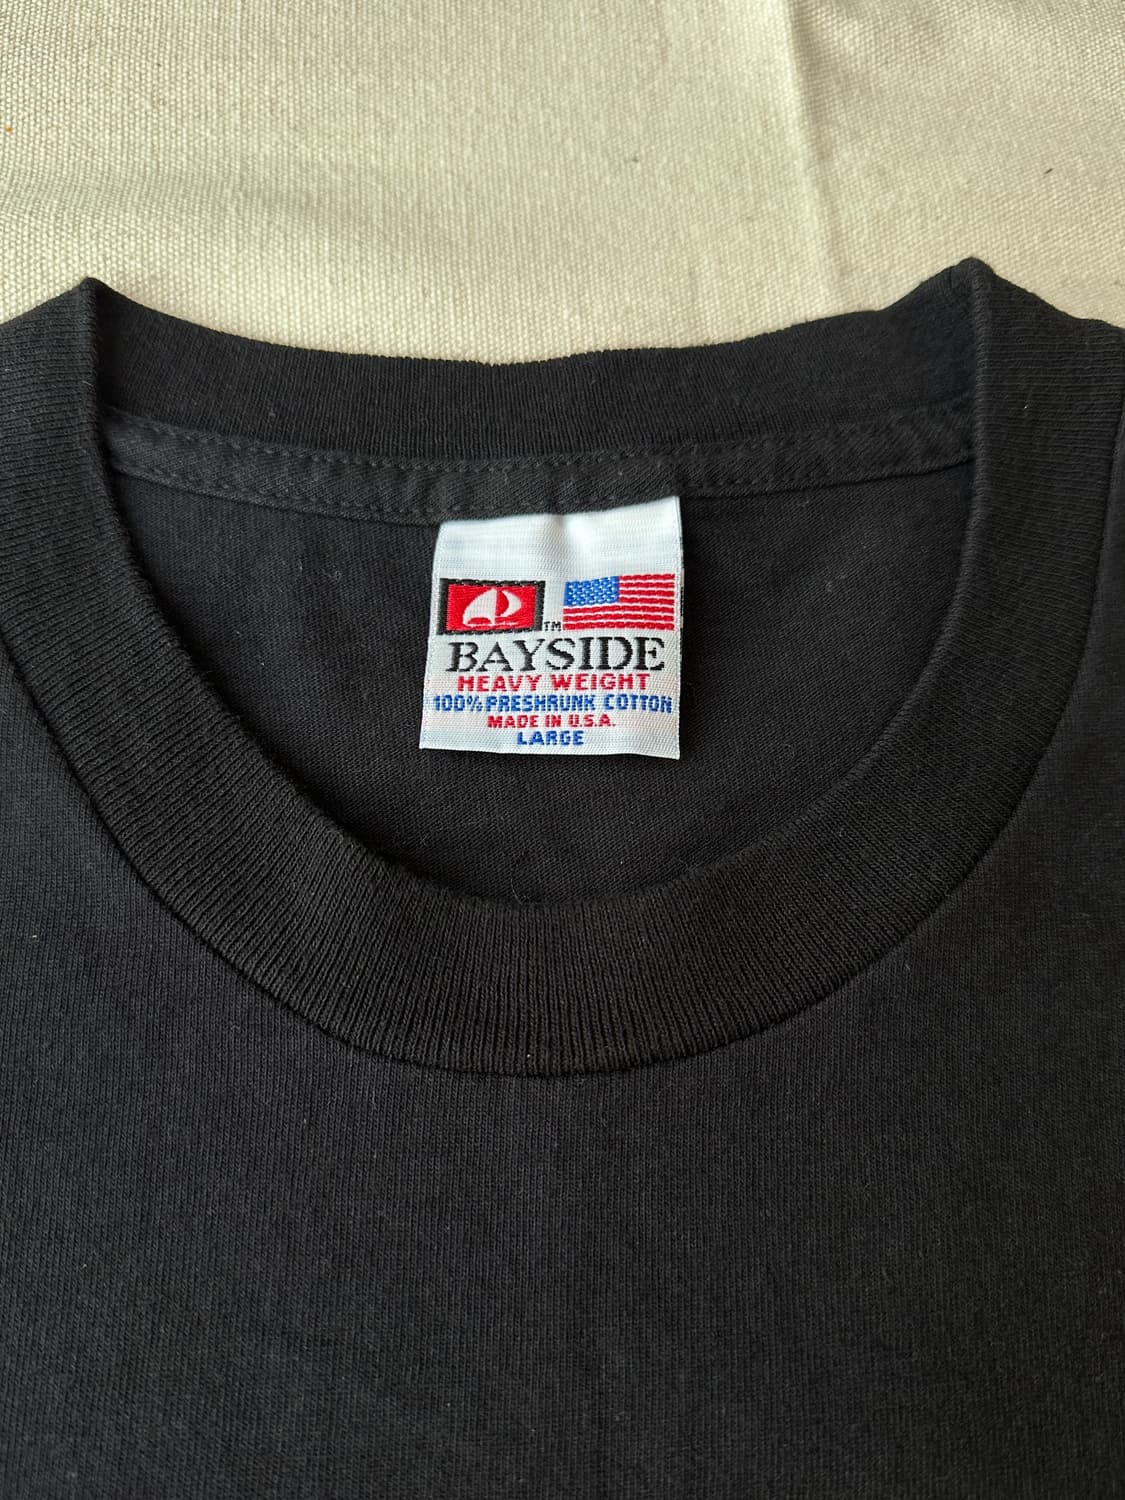 TM
BAYSIDE
HEAVY WEIGHT
100% PRESHRUNK COTTON
MADE IN U.S.A.
LARGE